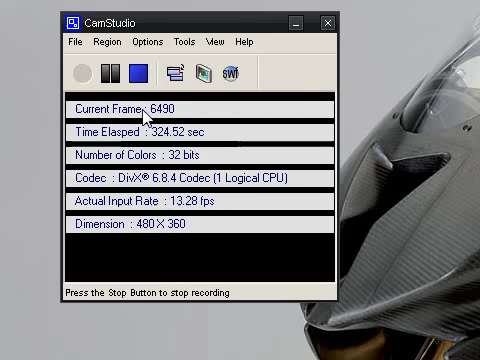 CamStudio
File Region Options Tools View Help
SWF
Current Frame : 6490
Time Elasped : 324.52 sec
Number of Colors : 32 bits
Codec : DivX® 6.8.4 Codec (1 Logical CPU)
Actual Input Rate : 13.28 fps
Dimension : 480 X 360
Press the Stop Button to stop recording